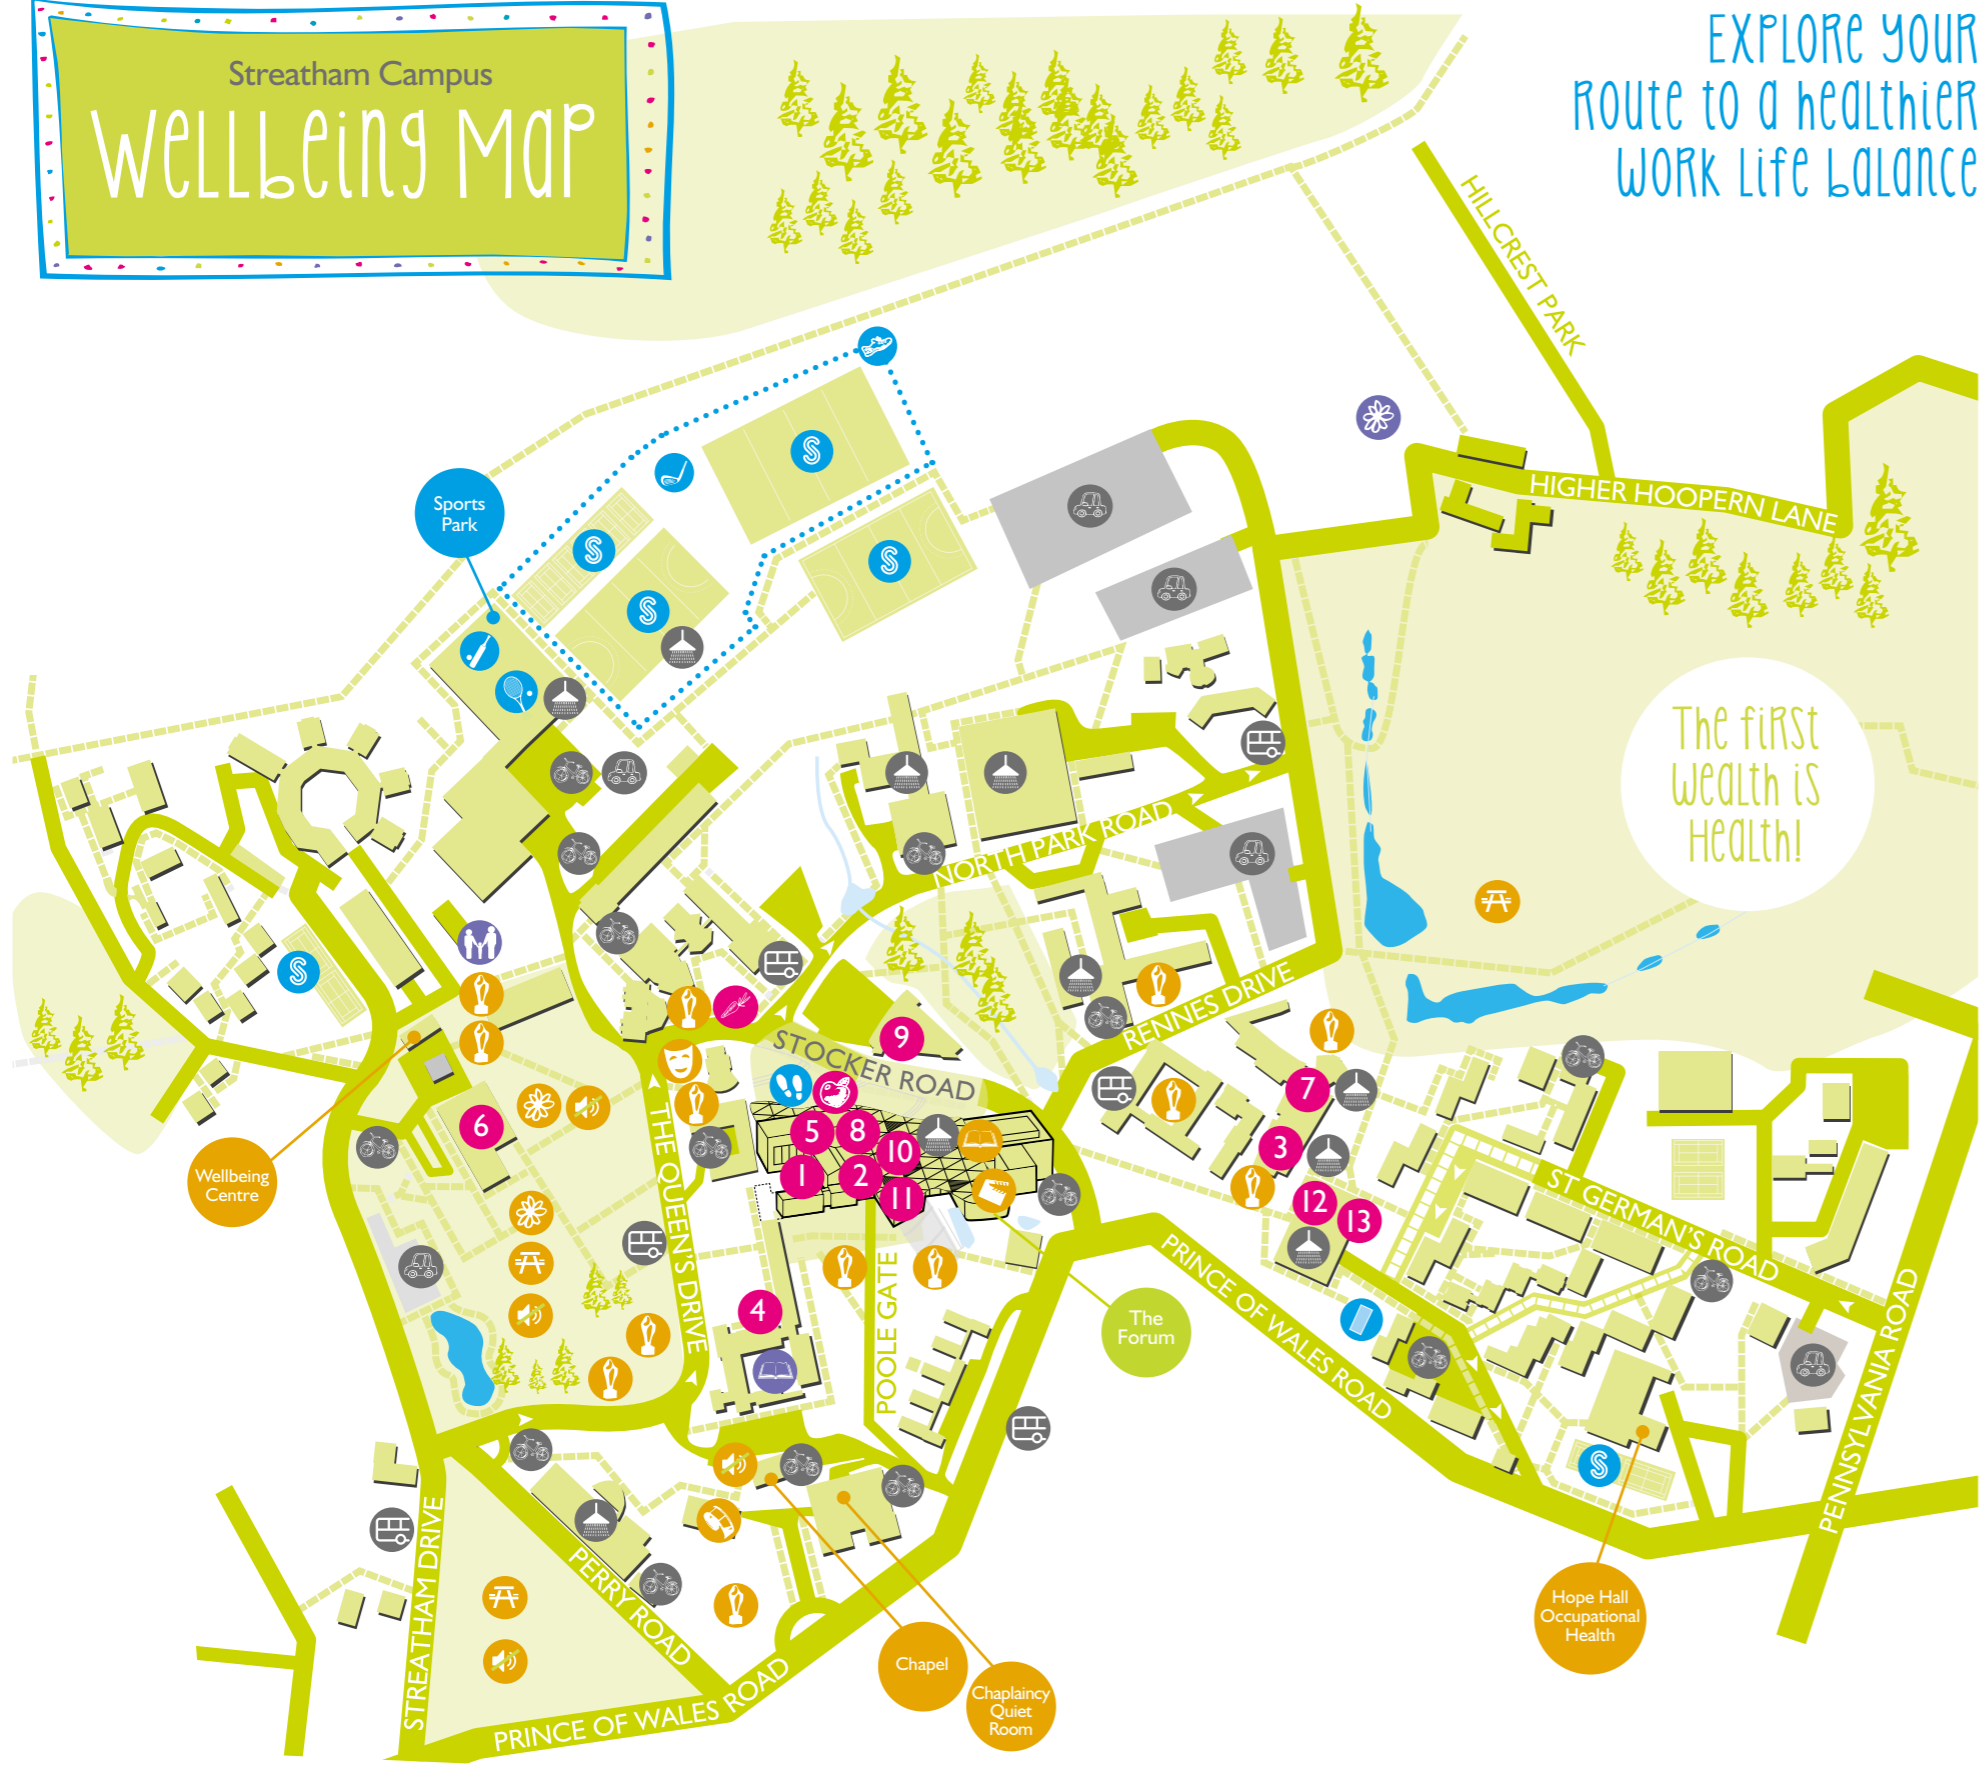 Streatham Campus
Wellbeing Map
EXPLORE YOUR
ROUTE TO A HEALTHIER
WORK LIFE BALANCE
HILLCREST PARK
HIGHER HOOPERN LANE
Sports
Park
The first
wealth is
Health!
NORTH PARK ROAD
RENNES DRIVE
STOCKER ROAD
9
7
5
8
10
1
2
11
3
12
13
6
4
THE QUEEN'S DRIVE
Wellbeing
Centre
ST GERMAN'S ROAD
PRINCE OF WALES ROAD
POOLE GATE
The
Forum
PENNSYLVANIA ROAD
STREATHAM DRIVE
PERRY ROAD
PRINCE OF WALES ROAD
Chapel
Chaplaincy
Quiet
Room
Hope Hall
Occupational
Health
S
S
S
S
S
S